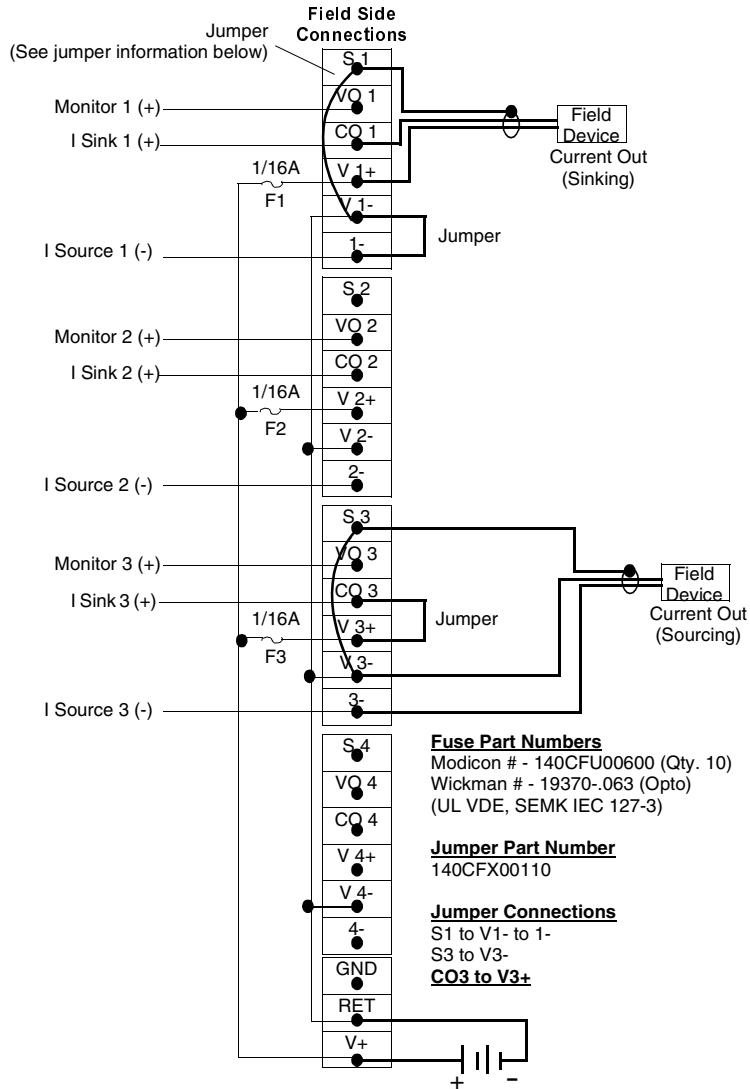 Field Side
Connections
Jumper
(See jumper information below)
S 1
Monitor 1 (+)
VO 1
I Sink 1 (+)
CO 1
Field
Device
Current Out
(Sinking)
1/16A
F1
V 1+
V 1-
Jumper
I Source 1 (-)
1-
S 2
Monitor 2 (+)
VO 2
I Sink 2 (+)
CO 2
1/16A
F2
V 2+
V 2-
I Source 2 (-)
2-
S 3
Monitor 3 (+)
VO 3
I Sink 3 (+)
CO 3
Field
Device
Current Out
(Sourcing)
1/16A
F3
V 3+
Jumper
V 3-
I Source 3 (-)
3-
S 4
VO 4
CO 4
V 4+
V 4-
4-
GND
RET
V+
+
–
Fuse Part Numbers
Modicon # - 140CFU00600 (Qty. 10)
Wickman # - 19370-.063 (Opto)
(UL VDE, SEMK IEC 127-3)
Jumper Part Number
140CFX00110
Jumper Connections
S1 to V1- to 1-
S3 to V3-
CO3 to V3+